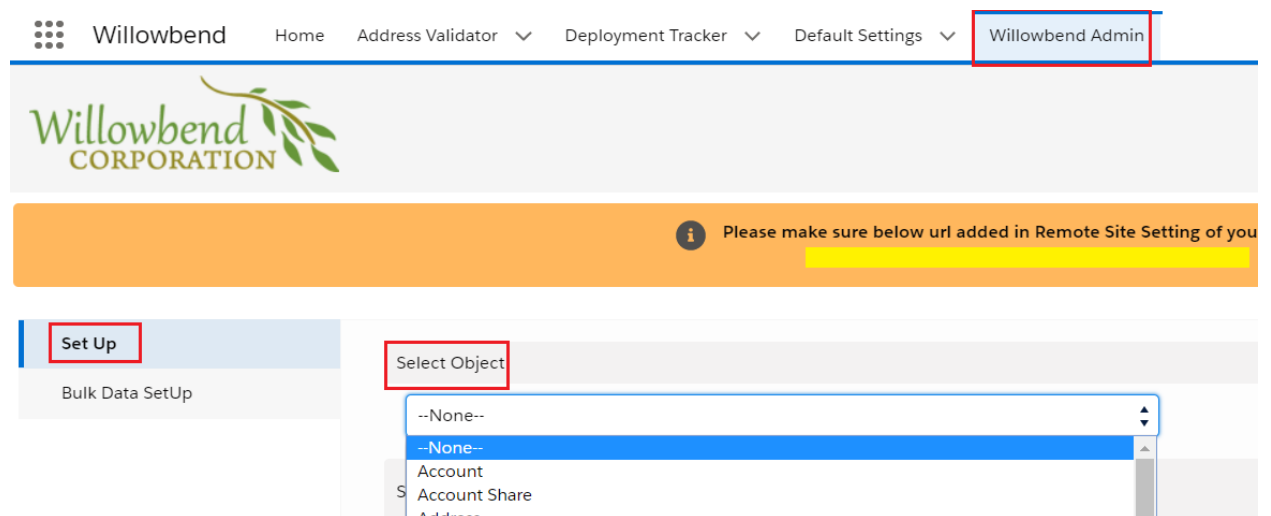 Willowbend Home Address Validator Deployment Tracker Default Settings Willowbend Admin
Willowbend
CORPORATION
Please make sure below url added in Remote Site Setting of you
Set Up
Bulk Data SetUp
Select Object
--None--
--None--
Account
S
Account Share
Address